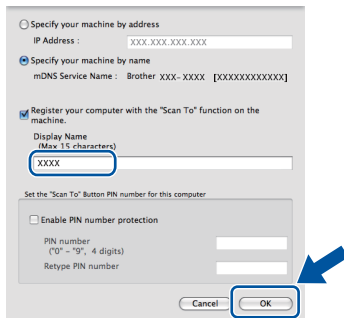 Specify your machine by address
IP Address :
XXX.XXX.XXX.XXX
Specify your machine by name
mDNS Service Name : Brother XXX-XXXX [XXXXXXXXXXXX]
Register your computer with the "Scan To" function on the
machine.
Display Name
(Max 15 characters)
XXXX
Set the "Scan To" Button PIN number for this computer
Enable PIN number protection
PIN number
("0" – "9", 4 digits)
Retype PIN number
Cancel
OK